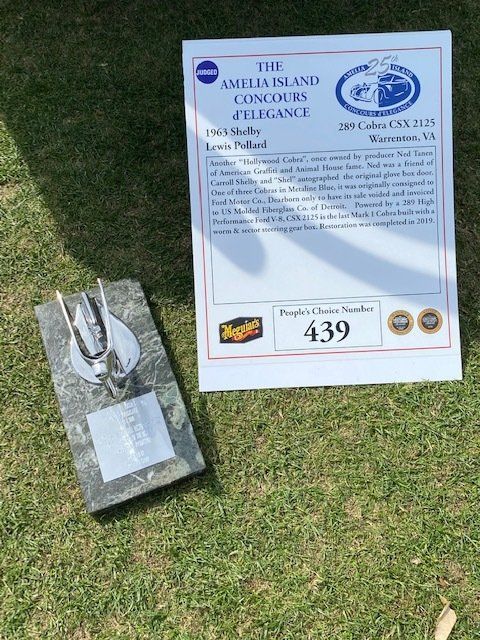 JUDGED
THE
AMELIA ISLAND
CONCOURS
d'ELEGANCE
AMELIA ISLAND
25th
CONCOURS d'ELEGANCE
1963 Shelby
289 Cobra CSX 2125
Lewis Pollard
Warrenton, VA
Another "Hollywood Cobra", once owned by producer Ned Tanen
of American Graffiti and Animal House fame. Ned was a friend of
Carroll Shelby and "Shel" autographed the original glove box door.
One of three Cobras in Metaline Blue, it was originally consigned to
Ford Motor Co., Dearborn only to have its sale voided and invoiced
to US Molded Fiberglass Co. of Detroit. Powered by a 289 High
Performance Ford V-8, CSX 2125 is the last Mark I Cobra built with a
worm & sector steering gear box. Restoration was completed in 2019.
Meguiar's
People's Choice Number
439